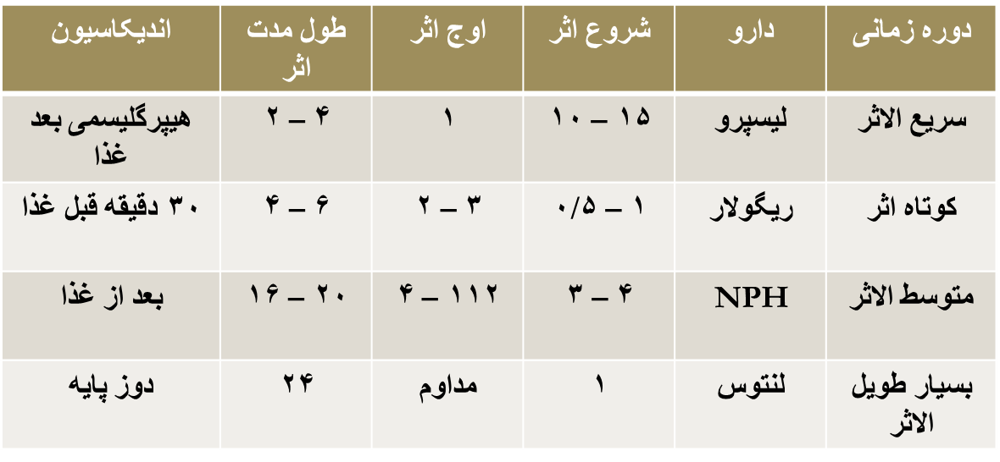 دوره زمانی دارو شروع اثر اوج اثر طول مدت اثر اندیکاسیون
سریع الاثر لیسپرو ۱۰ – ۱۵ ۱ ۲ – ۴ هیپرگلیسمی بعد غذا
کوتاه اثر ریگولار ۰/۵ – ۱ ۲ – ۳ ۴ – ۶ ۳۰ دقیقه قبل غذا
متوسط الاثر NPH ۳ – ۴ ۴ – ۱۱۲ ۱۶ – ۲۰ بعد از غذا
بسیار طویل الاثر لنتوس ۱ مداوم ۲۴ دوز پایه